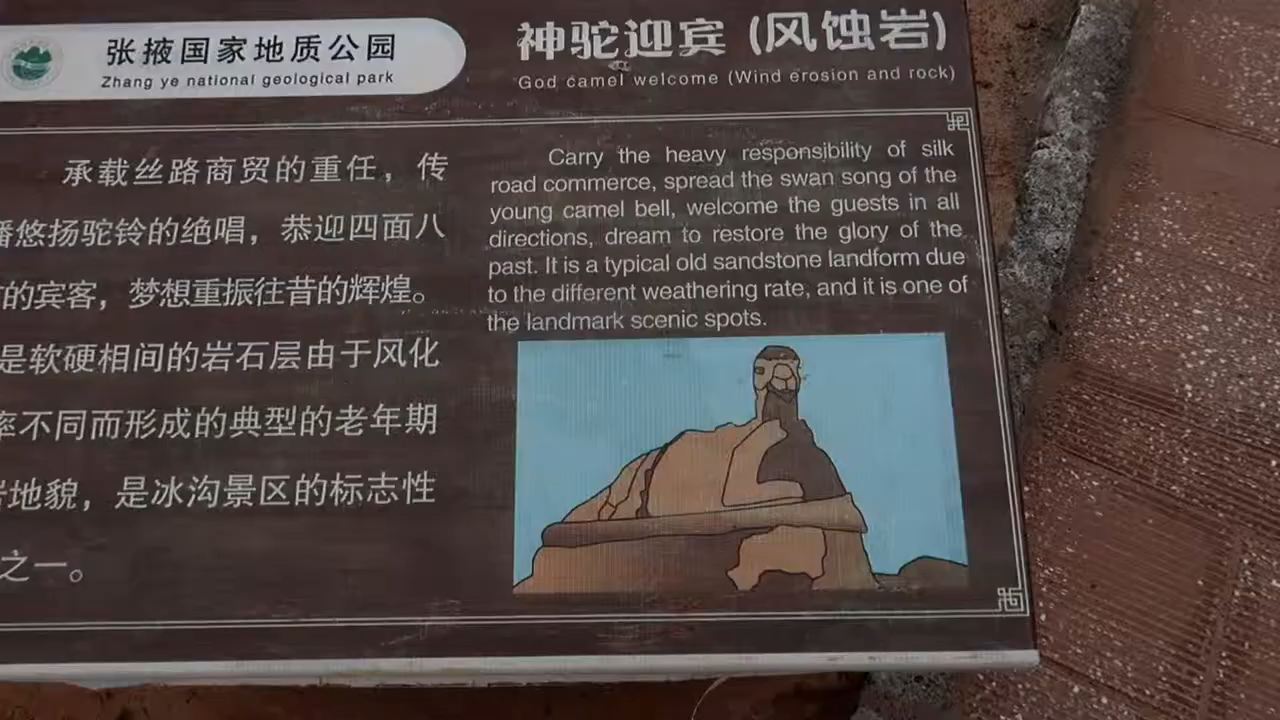 张掖国家地质公园
Zhang ye national geological park
神驼迎宾 (风蚀岩)
God camel welcome (Wind erosion and rock)
承载丝路商贸的重任，传
悠扬驼铃的绝唱，恭迎四面八
的宾客，梦想重振往昔的辉煌。
是软硬相间的岩石层由于风化
不同而形成的典型的老年期
地貌，是冰沟景区的标志性
之一。
Carry the heavy responsibility of silk
road commerce, spread the swan song of the
young camel bell, welcome the guests in all
directions, dream to restore the glory of the
past. It is a typical old sandstone landform due
to the different weathering rate, and it is one of
the landmark scenic spots.